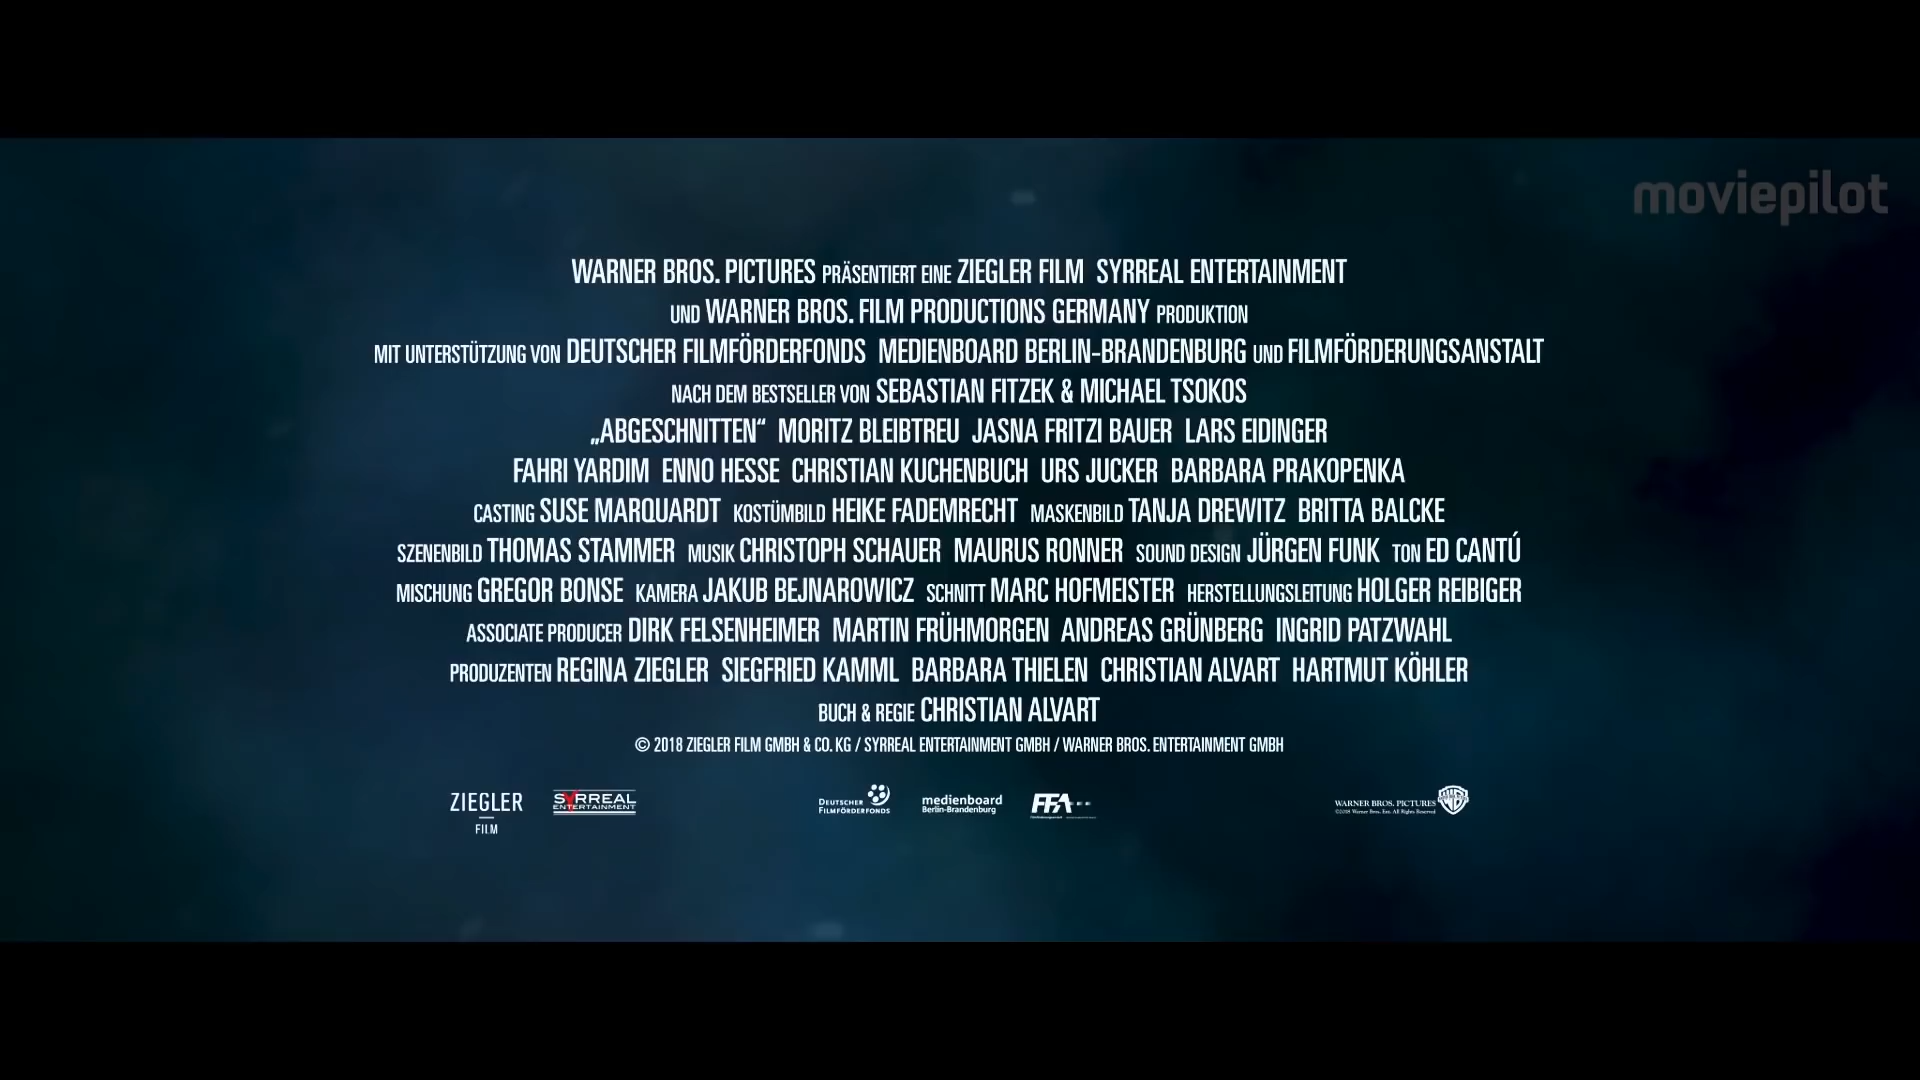 moviepilot
WARNER BROS. PICTURES PRÄSENTIERT EINE ZIEGLER FILM SYRREAL ENTERTAINMENT
UND WARNER BROS. FILM PRODUCTIONS GERMANY PRODUKTION
MIT UNTERSTÜTZUNG VON DEUTSCHER FILMFÖRDERFONDS MEDIENBOARD BERLIN-BRANDENBURG UND FILMFÖRDERUNGSANSTALT
NACH DEM BESTSELLER VON SEBASTIAN FITZEK & MICHAEL TSOKOS
„ABGESCHNITTEN“ MORITZ BLEIBTREU JASNA FRITZI BAUER LARS EIDINGER
FAHRI YARDIM ENNO HESSE CHRISTIAN KUCHENBUCH URS JUCKER BARBARA PRAKOPENKA
CASTING SUSE MARQUARDT KOSTÜMBILD HEIKE FADEMRECHT MASKENBILD TANJA DREWITZ BRITTA BALCKE
SZENENBILD THOMAS STAMMER MUSIK CHRISTOPH SCHAUER MAURUS RONNER SOUND DESIGN JÜRGEN FUNK TON ED CANTÚ
MISCHUNG GREGOR BONSE KAMERA JAKUB BEJNAROWICZ SCHNITT MARC HOFMEISTER HERSTELLUNGSLEITUNG HOLGER REIBIGER
ASSOCIATE PRODUCER DIRK FELSENHEIMER MARTIN FRÜHMORGEN ANDREAS GRÜNBERG INGRID PATZWAHL
PRODUZENTEN REGINA ZIEGLER SIEGFRIED KAMML BARBARA THIELEN CHRISTIAN ALVART HARTMUT KÖHLER
BUCH & REGIE CHRISTIAN ALVART
© 2018 ZIEGLER FILM GMBH & CO. KG / SYRREAL ENTERTAINMENT GMBH / WARNER BROS. ENTERTAINMENT GMBH
ZIEGLER
FILM
SYRREAL
ENTERTAINMENT
DEUTSCHER
FILMFÖRDERFONDS
medienboard
Berlin-Brandenburg
FFA
WARNER BROS. PICTURES
©2018 Warner Bros. Ent. All Rights Reserved